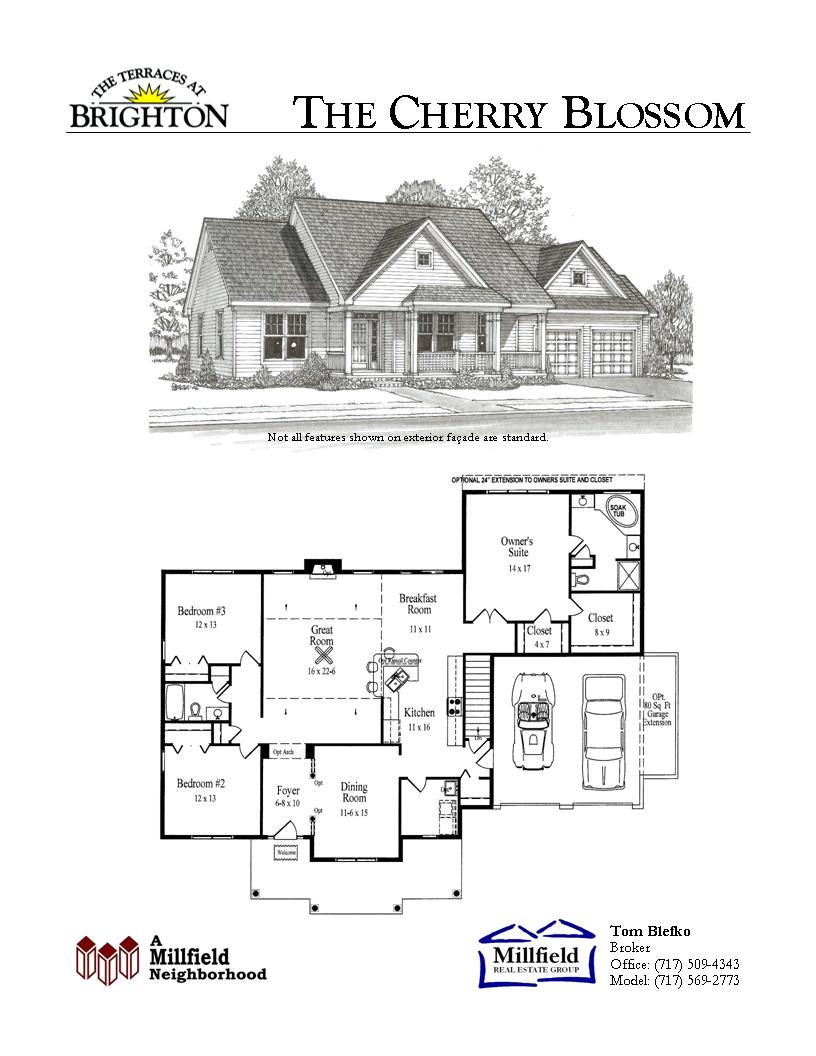 THE TERRACES AT
BRIGHTON
THE CHERRY BLOSSOM
Not all features shown on exterior façade are standard.
OPTIONAL 24" EXTENSION TO OWNERS SUITE AND CLOSET
SOAK
TUB
Owner's
Suite
14 x 17
Breakfast
Room
11 x 11
Closet
8 x 9
Closet
4 x 7
Bedroom #3
12 x 13
Great
Room
16 x 22-6
Opt Raised Counter
Kitchen
11 x 16
Dn
OPt.
80 Sq Ft
Garage
Extension
Opt Arch
Bedroom #2
12 x 13
Foyer
6-8 x 10
Opt
Opt
Dining
Room
11-6 x 15
Opt
Welcome
A
Millfield
Neighborhood
Millfield
REAL ESTATE GROUP
Tom Blefko
Broker
Office: (717) 509-4343
Model: (717) 569-2773